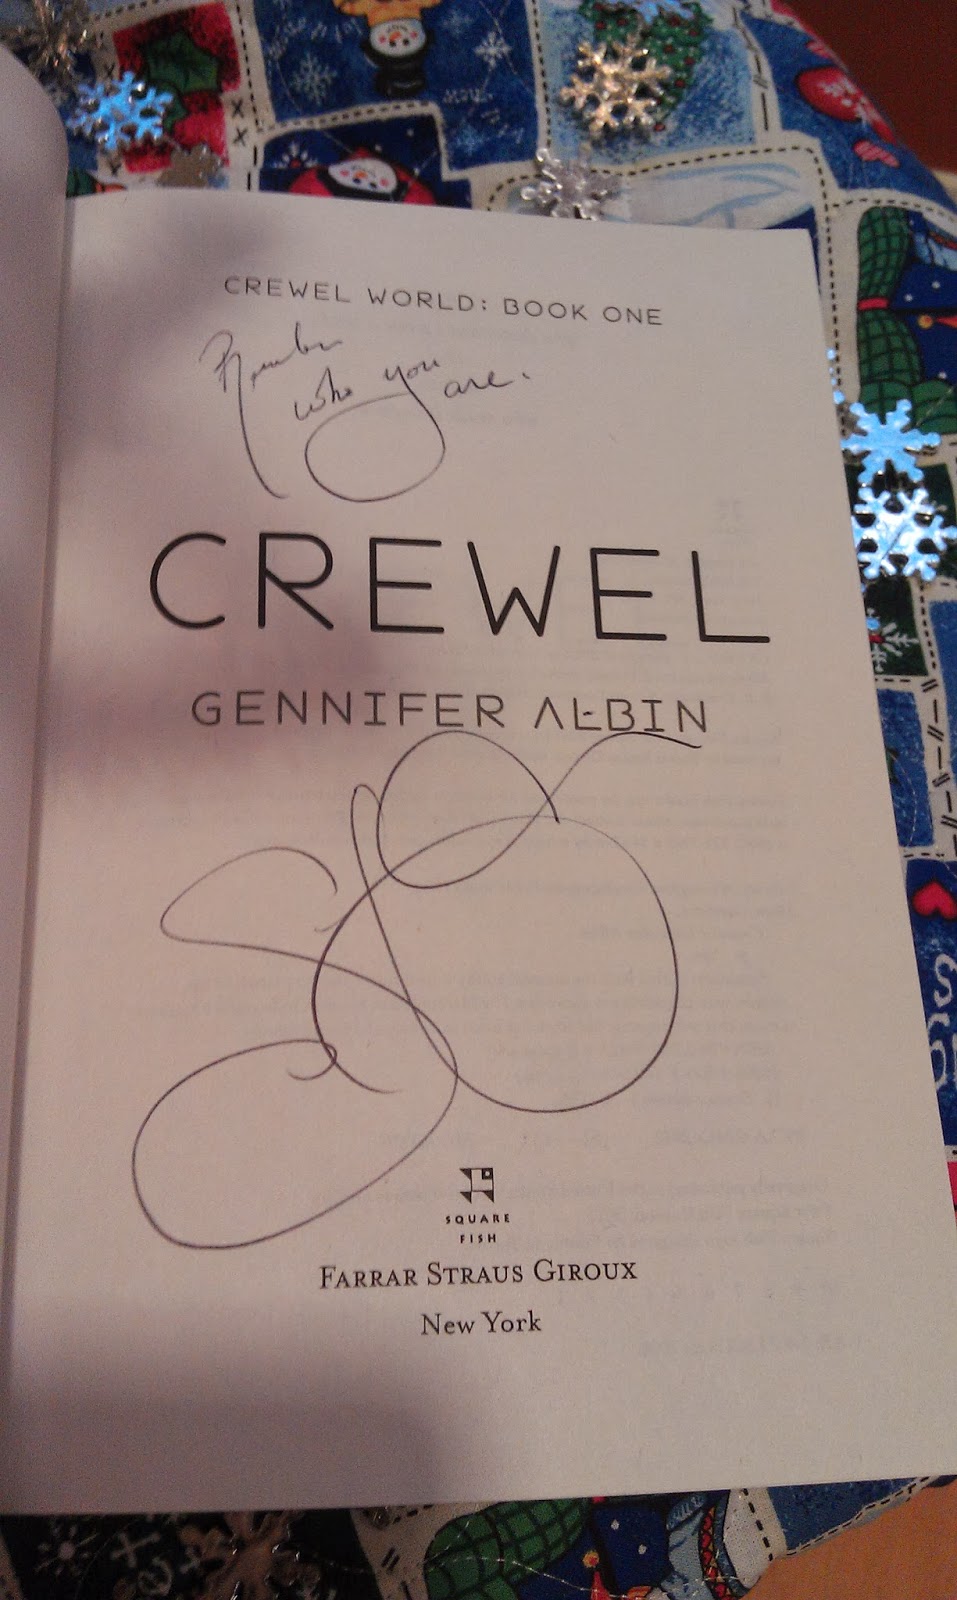 CREWEL WORLD: BOOK ONE
Remember
who you
are.
CREWEL
GENNIFER ALBIN
SQUARE
FISH
FARRAR STRAUS GIROUX
New York